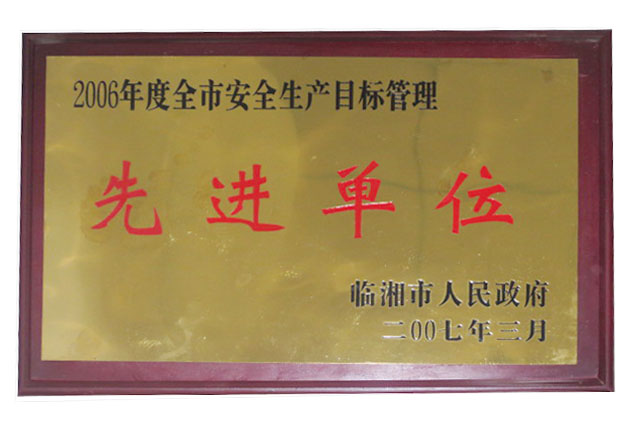 2006年度全市安全生产目标管理
先进单位
临湘市人民政府
二00七年三月